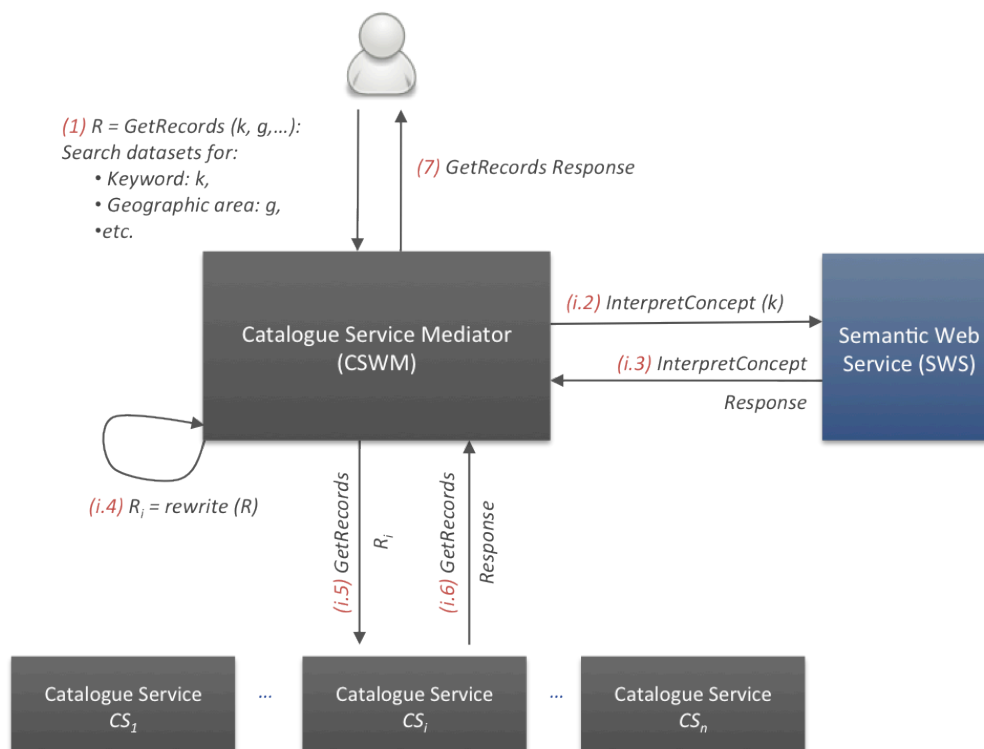 (1) R = GetRecords (k, g,…):
Search datasets for:
• Keyword: k,
• Geographic area: g,
•etc.
(7) GetRecords Response
Catalogue Service Mediator
(CSWM)
(i.2) InterpretConcept (k)
(i.3) InterpretConcept
Response
Semantic Web
Service (SWS)
(i.4) Ri = rewrite (R)
(i.5) GetRecords
Ri
(i.6) GetRecords
Response
Catalogue Service
CS1
...
Catalogue Service
CSi
...
Catalogue Service
CSn